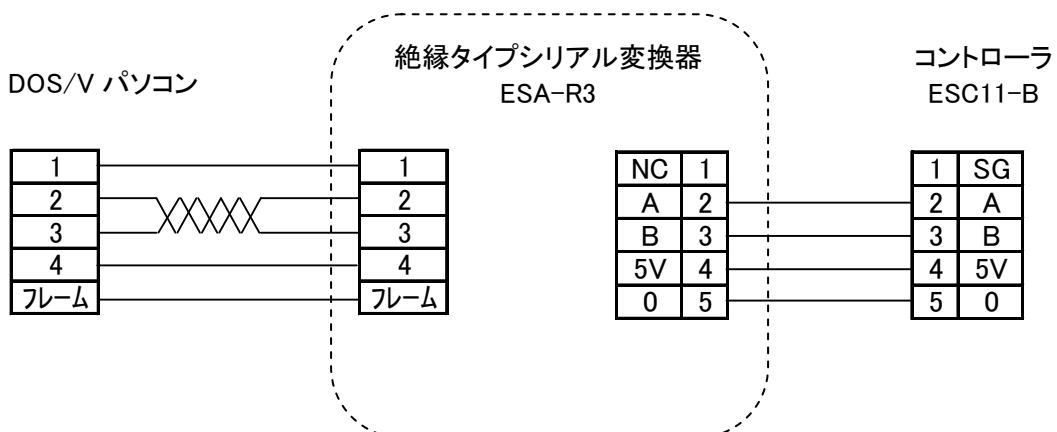 DOS/V パソコン
絶縁タイプシリアル変換器
ESA-R3
コントローラ
ESC11-B
1
2
3
4
フレーム
1
2
3
4
フレーム
NC 1
A 2
B 3
5V 4
0 5
1 SG
2 A
3 B
4 5V
5 0